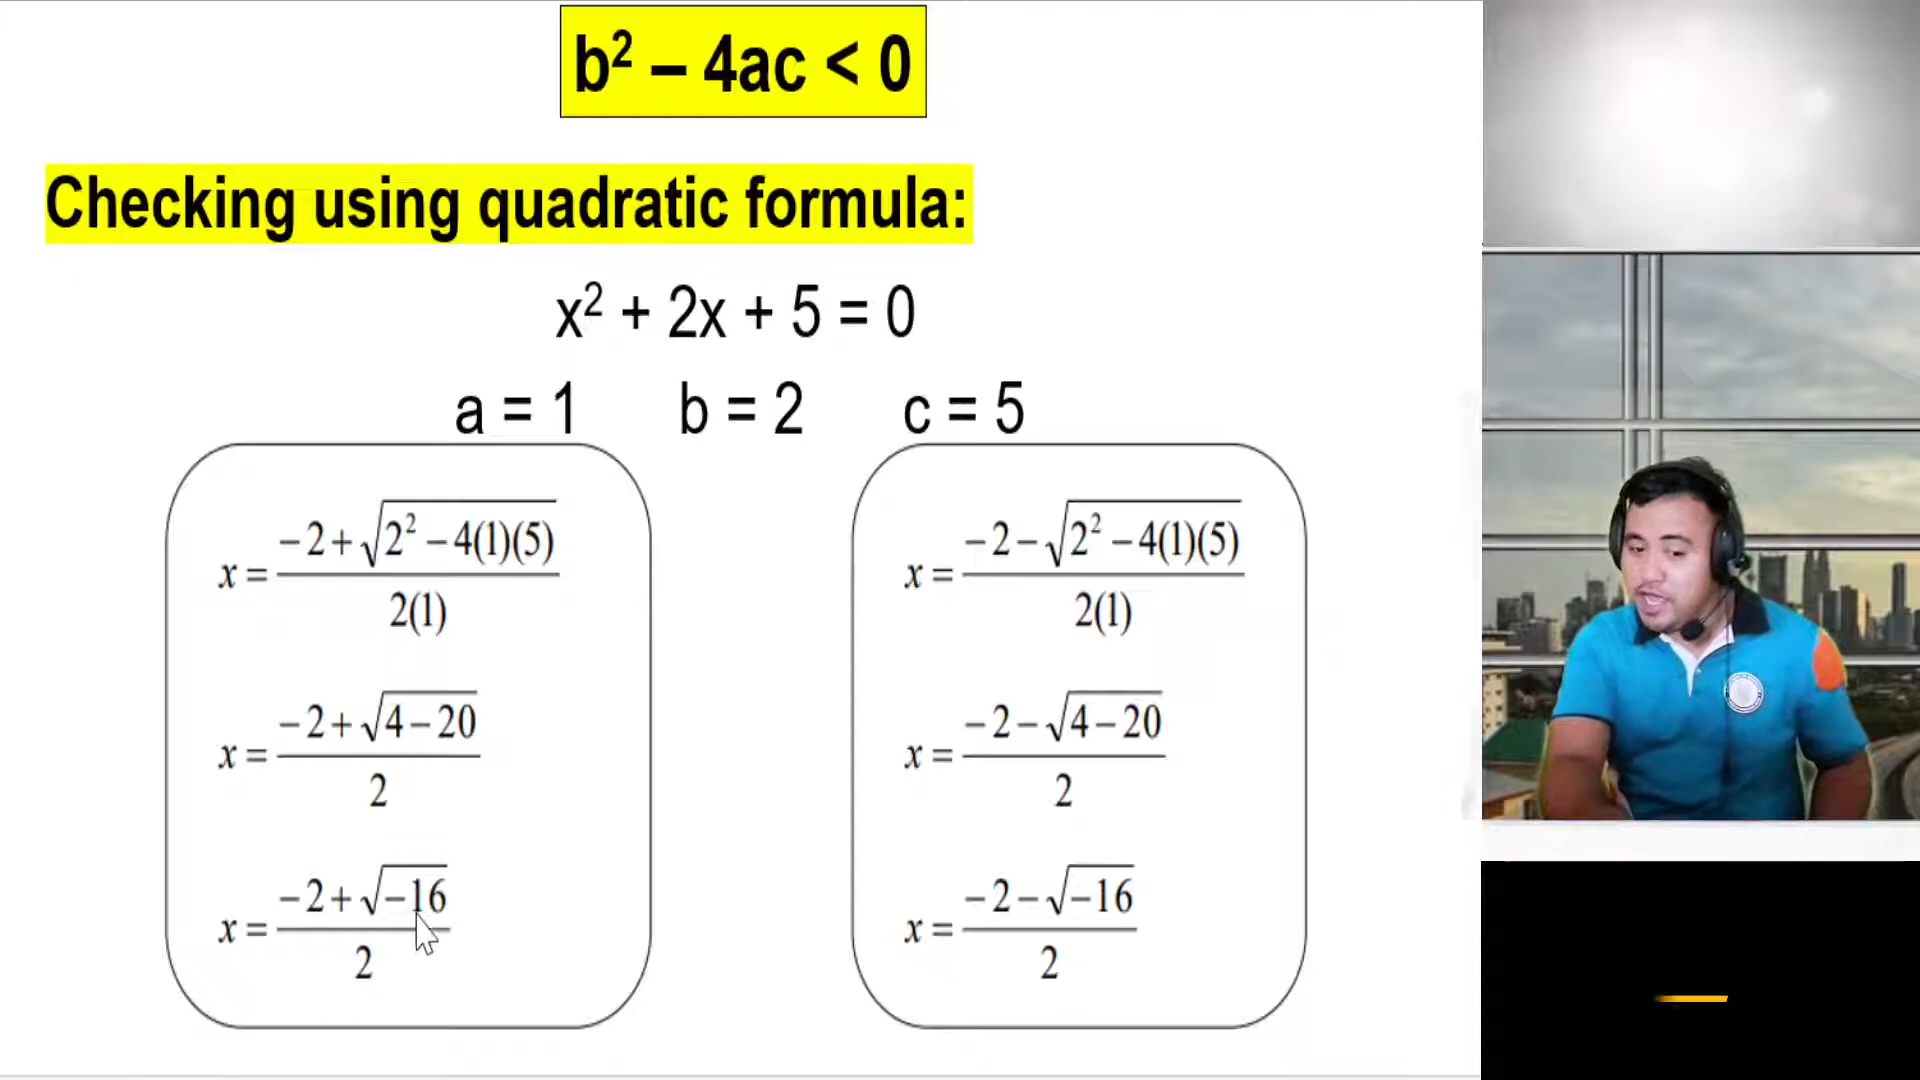 b² – 4ac < 0
Checking using quadratic formula:
x² + 2x + 5 = 0
a = 1 b = 2 c = 5
x = (−2 + √(2² − 4(1)(5))) / 2(1)
x = (−2 + √(4 − 20)) / 2
x = (−2 + √(−16)) / 2
x = (−2 − √(2² − 4(1)(5))) / 2(1)
x = (−2 − √(4 − 20)) / 2
x = (−2 − √(−16)) / 2